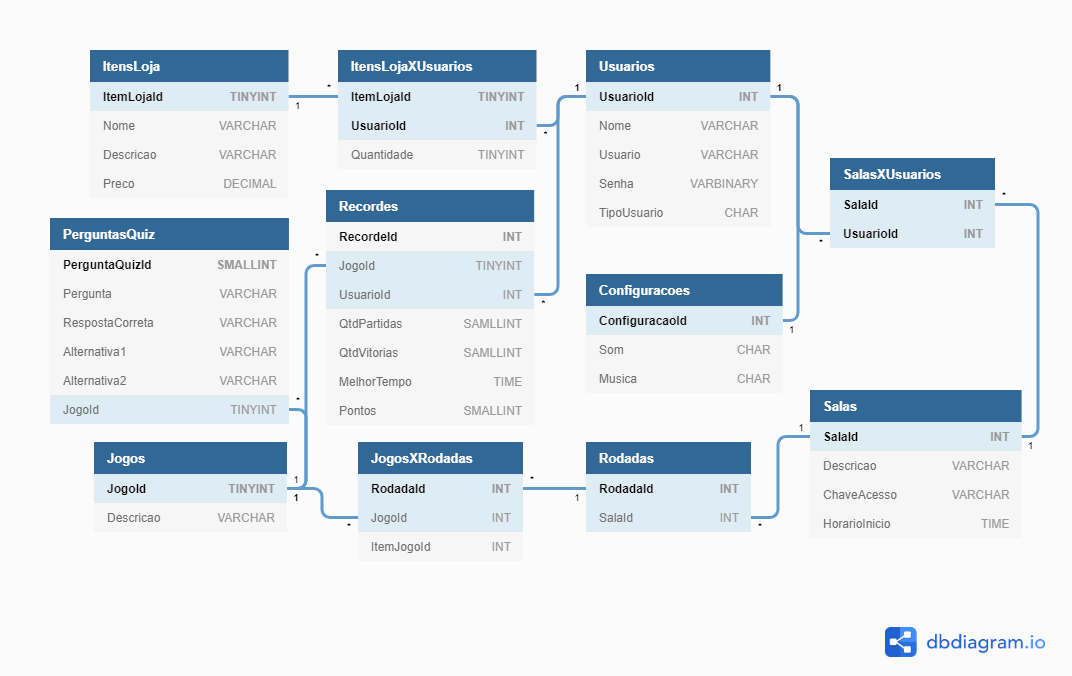 ItensLoja
ItemLojaId TINYINT
Nome VARCHAR
Descricao VARCHAR
Preco DECIMAL
1
*
ItensLojaXUsuarios
ItemLojaId TINYINT
UsuarioId INT
Quantidade TINYINT
*
1
Usuarios
UsuarioId INT
Nome VARCHAR
Usuario VARCHAR
Senha VARBINARY
TipoUsuario CHAR
1
SalasXUsuarios
SalaId INT
UsuarioId INT
*
*
PerguntasQuiz
PerguntaQuizId SMALLINT
Pergunta VARCHAR
RespostaCorreta VARCHAR
Alternativa1 VARCHAR
Alternativa2 VARCHAR
JogoId TINYINT
*
*
Recordes
RecordeId INT
JogoId TINYINT
UsuarioId INT
QtdPartidas SAMLLINT
QtdVitorias SAMLLINT
MelhorTempo TIME
Pontos SMALLINT
*
Configuracoes
ConfiguracaoId INT
Som CHAR
Musica CHAR
1
Jogos
JogoId TINYINT
Descricao VARCHAR
1
1
*
JogosXRodadas
RodadaId INT
JogoId INT
ItemJogoId INT
*
1
Rodadas
RodadaId INT
SalaId INT
*
1
Salas
SalaId INT
Descricao VARCHAR
ChaveAcesso VARCHAR
HorarioInicio TIME
1
dbdiagram.io